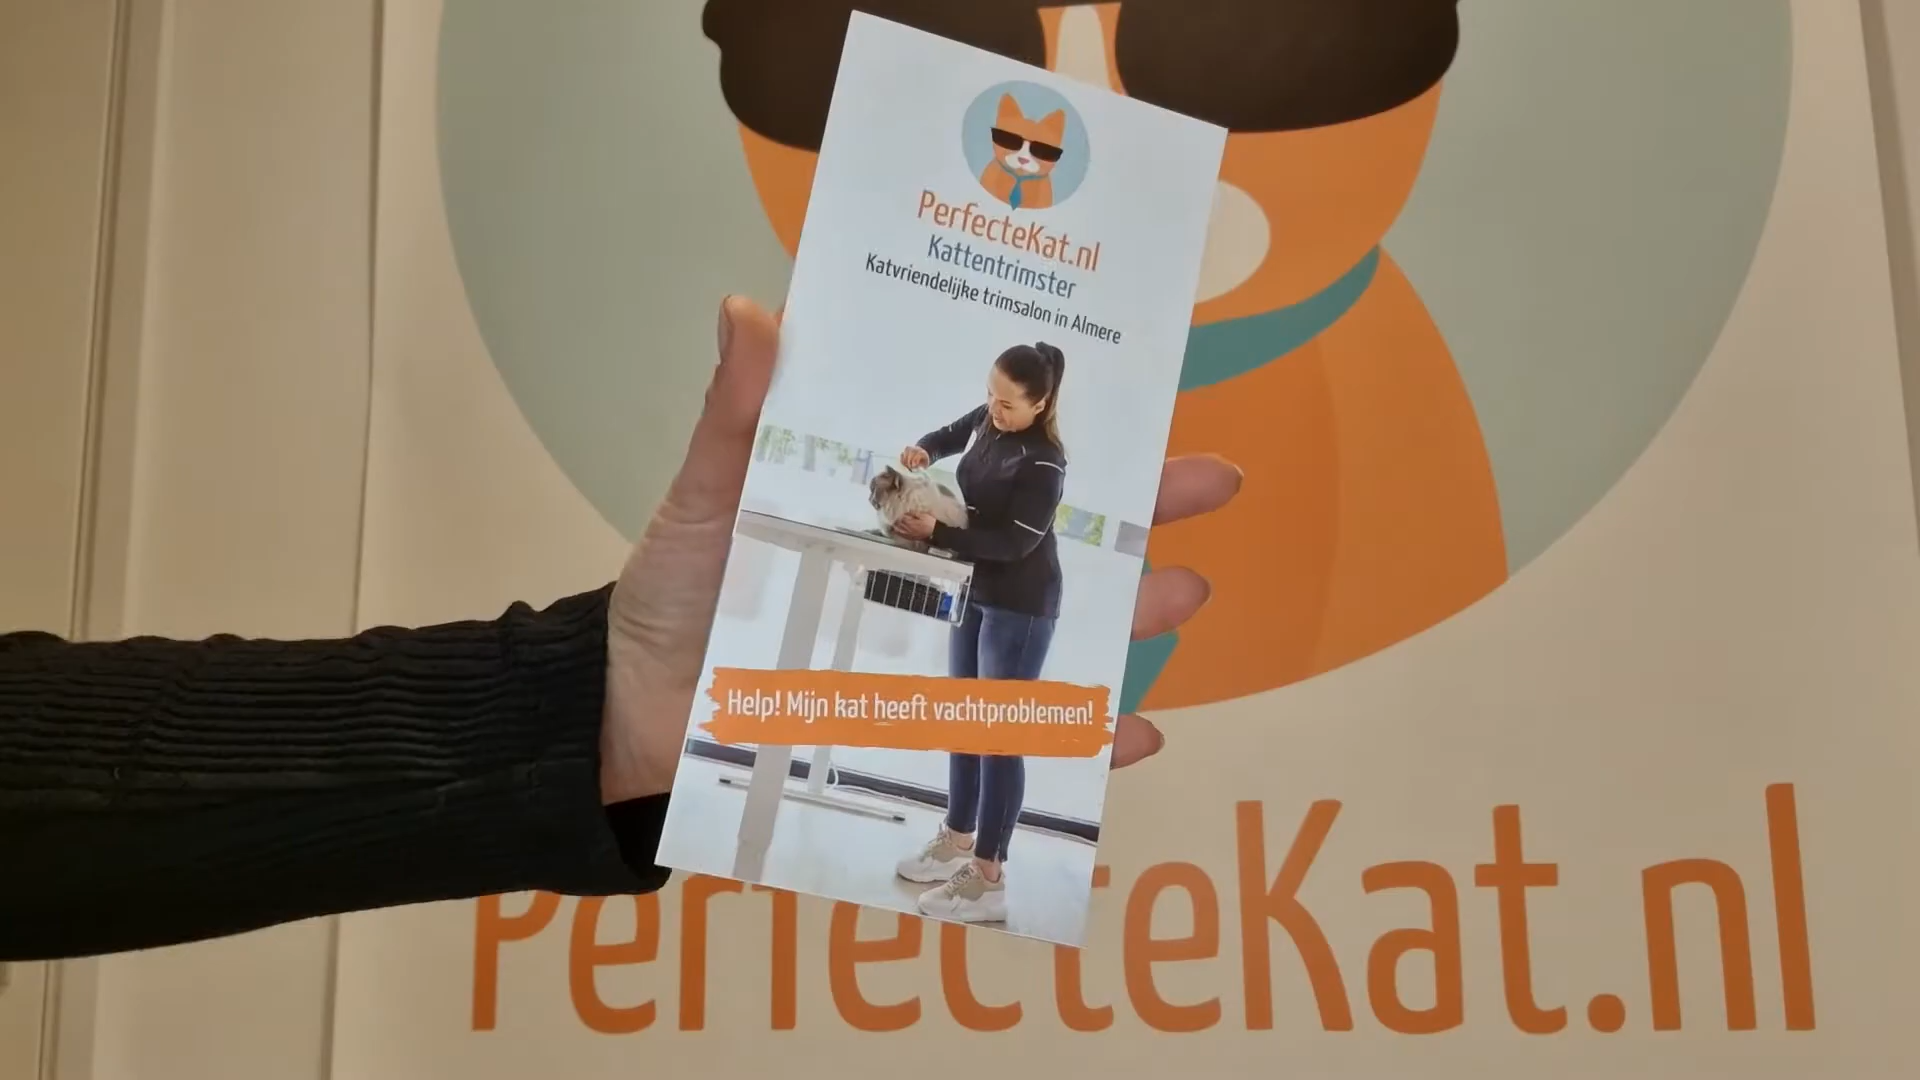 PerfecteKat.nl
Kattentrimster
Katvriendelijke trimsalon in Almere
Help! Mijn kat heeft vachtproblemen!
PerfecteKat.nl